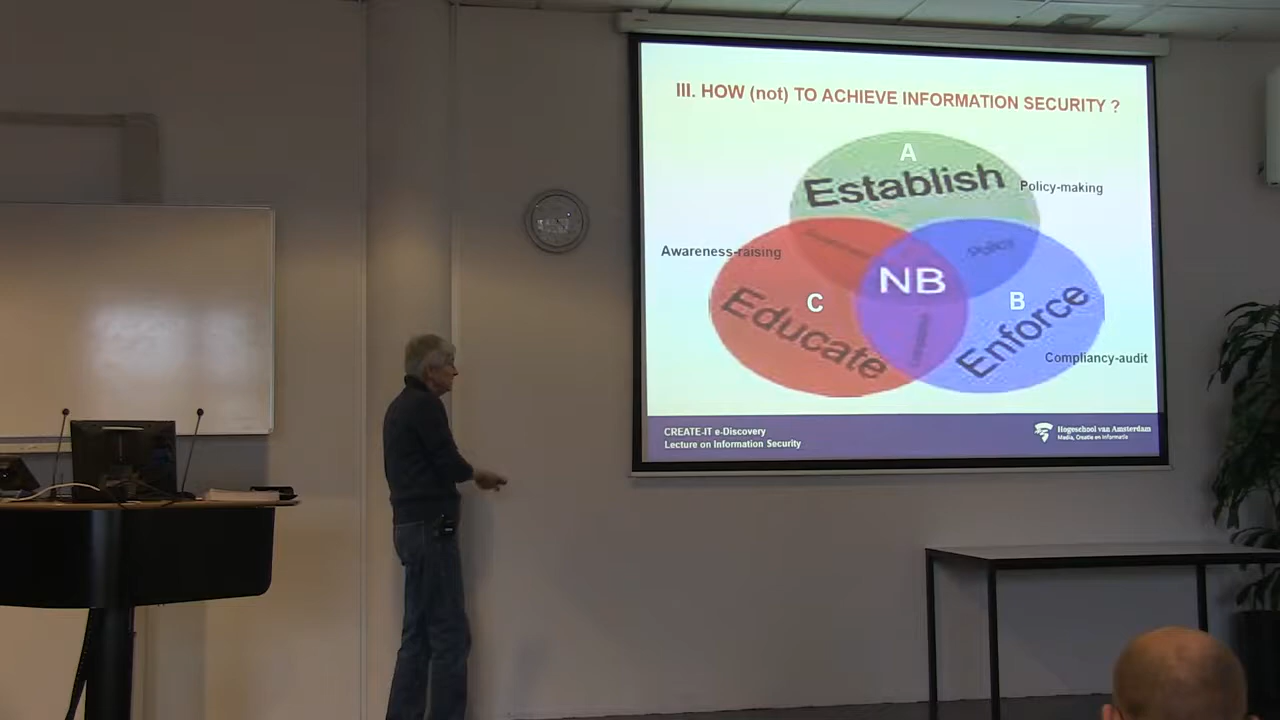 III. HOW (not) TO ACHIEVE INFORMATION SECURITY ?
A
Establish
Policy-making
Awareness-raising
Policy
NB
C
B
Educate
Enforce
Compliancy-audit
CREATE-IT e-Discovery
Lecture on Information Security
Hogeschool van Amsterdam
Media, Creatie en Informatie